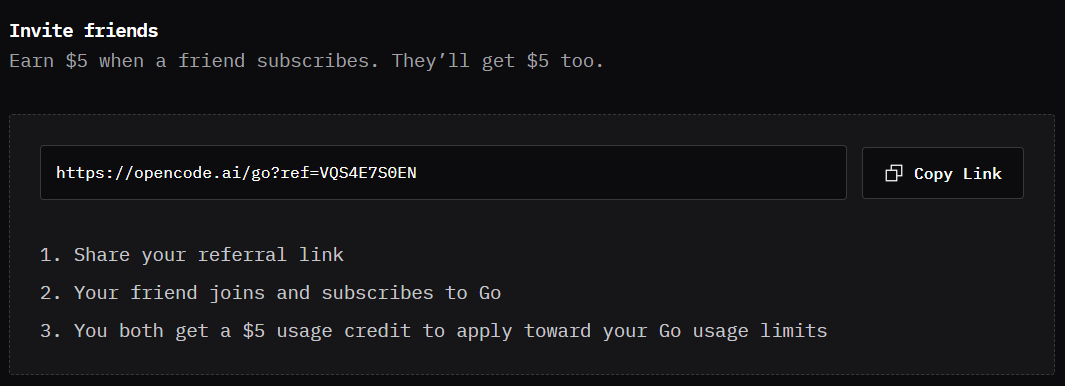 Invite friends
Earn $5 when a friend subscribes. They’ll get $5 too.
https://opencode.ai/go?ref=VQS4E7S0EN
Copy Link
1. Share your referral link
2. Your friend joins and subscribes to Go
3. You both get a $5 usage credit to apply toward your Go usage limits